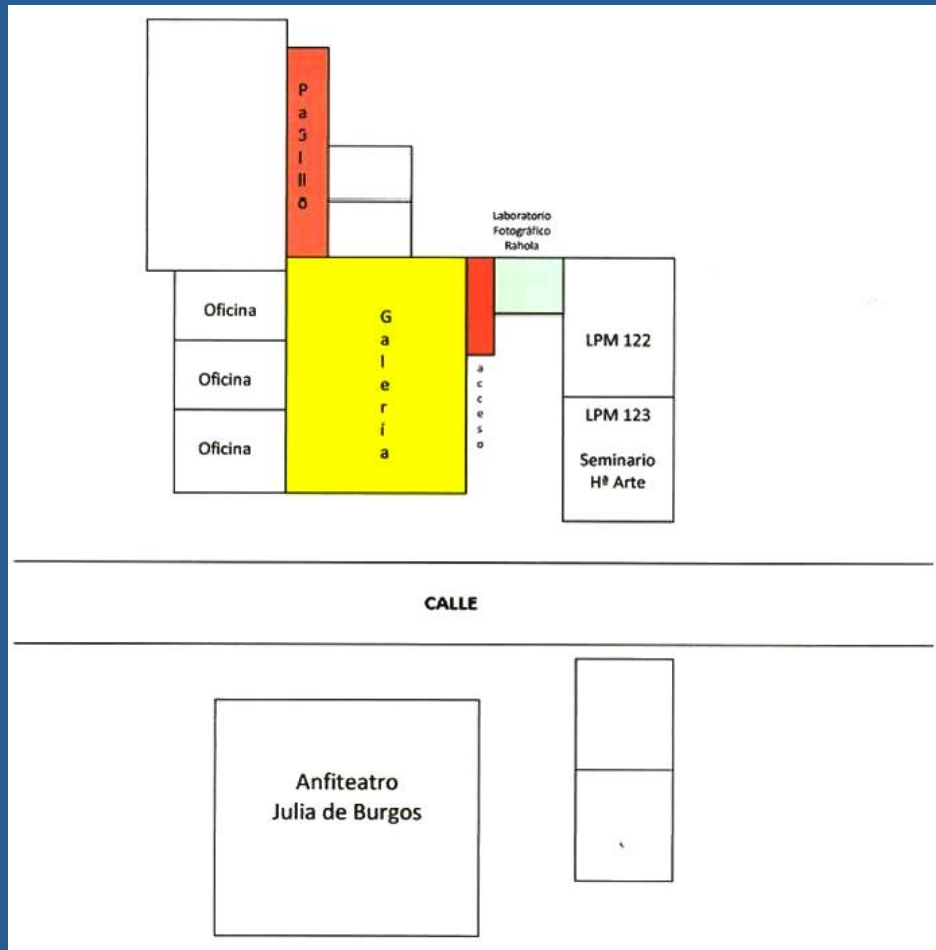 Pasillo
Laboratorio
Fotográfico
Rahola
Oficina
Galería
LPM 122
Oficina
acceso
LPM 123
Oficina
Seminario
Hª Arte
CALLE
Anfiteatro
Julia de Burgos